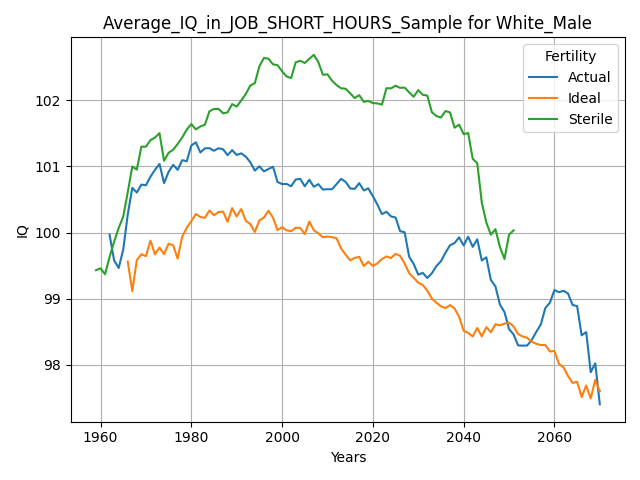 Average_IQ_in_JOB_SHORT_HOURS_Sample for White_Male
Fertility
Actual
Ideal
Sterile
IQ
102
101
100
99
98
1960 1980 2000 2020 2040 2060
Years